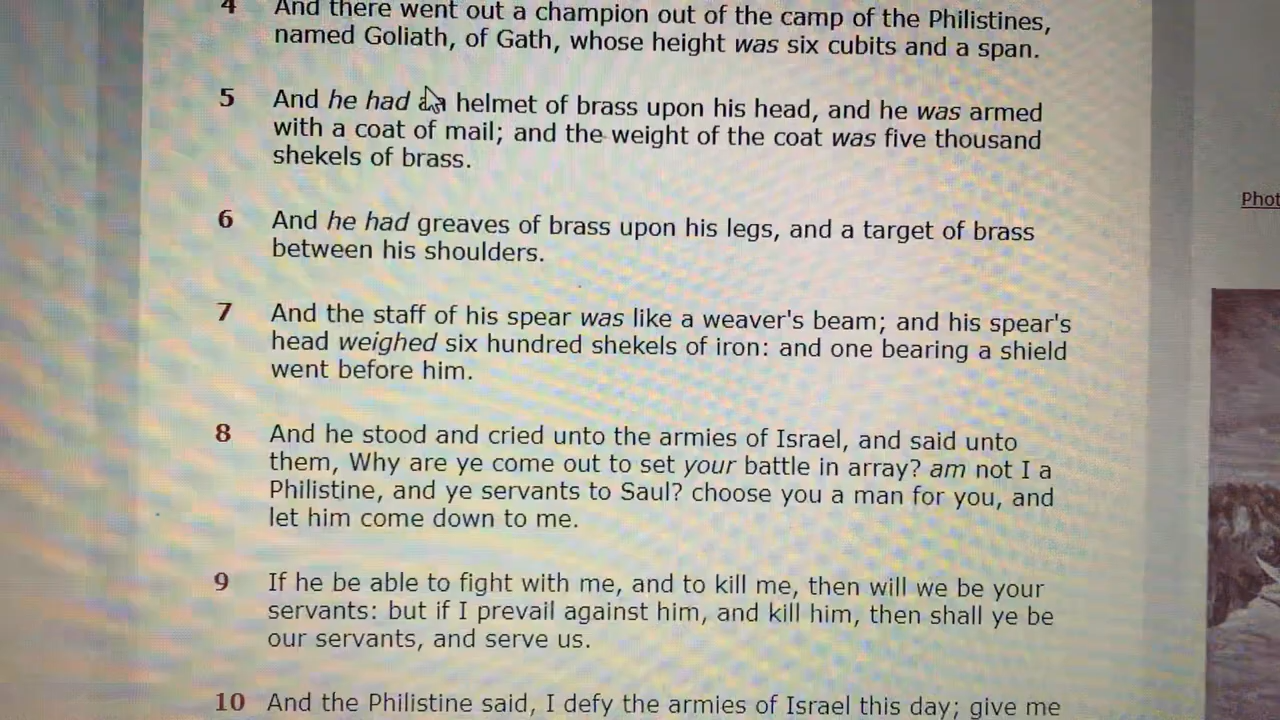 4 And there went out a champion out of the camp of the Philistines,
named Goliath, of Gath, whose height was six cubits and a span.
5 And he had an helmet of brass upon his head, and he was armed
with a coat of mail; and the weight of the coat was five thousand
shekels of brass.
6 And he had greaves of brass upon his legs, and a target of brass
between his shoulders.
7 And the staff of his spear was like a weaver's beam; and his spear's
head weighed six hundred shekels of iron: and one bearing a shield
went before him.
8 And he stood and cried unto the armies of Israel, and said unto
them, Why are ye come out to set your battle in array? am not I a
Philistine, and ye servants to Saul? choose you a man for you, and
let him come down to me.
9 If he be able to fight with me, and to kill me, then will we be your
servants: but if I prevail against him, and kill him, then shall ye be
our servants, and serve us.
10 And the Philistine said, I defy the armies of Israel this day; give me
Phot